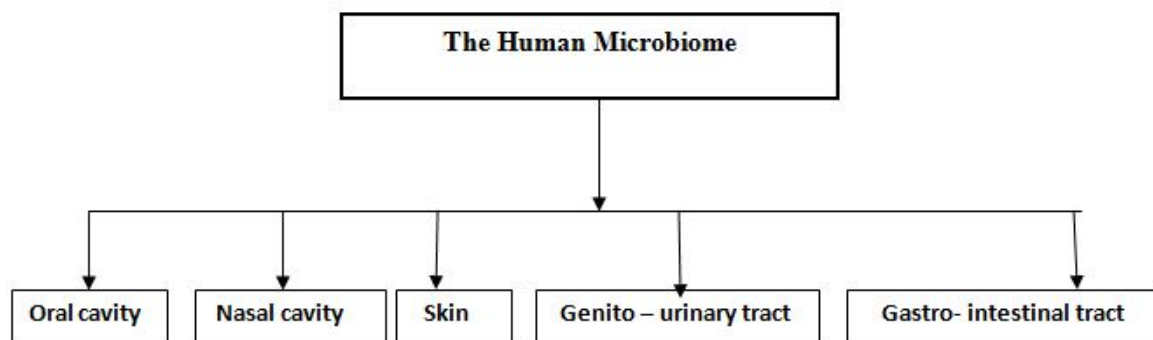 The Human Microbiome
Oral cavity
Nasal cavity
Skin
Genito – urinary tract
Gastro- intestinal tract